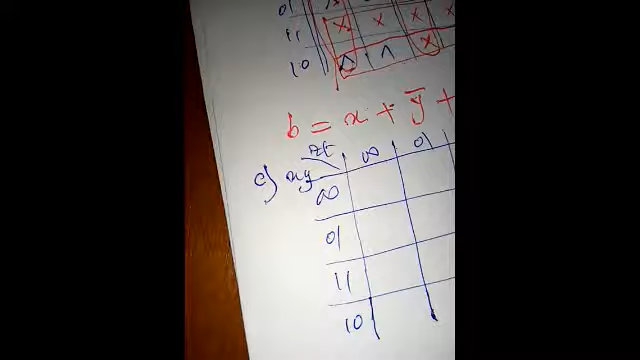 01 X
11 X X X X
10 1 1 X
b = x + y̅ +
zt 00 01
c) xy
00
01
11
10